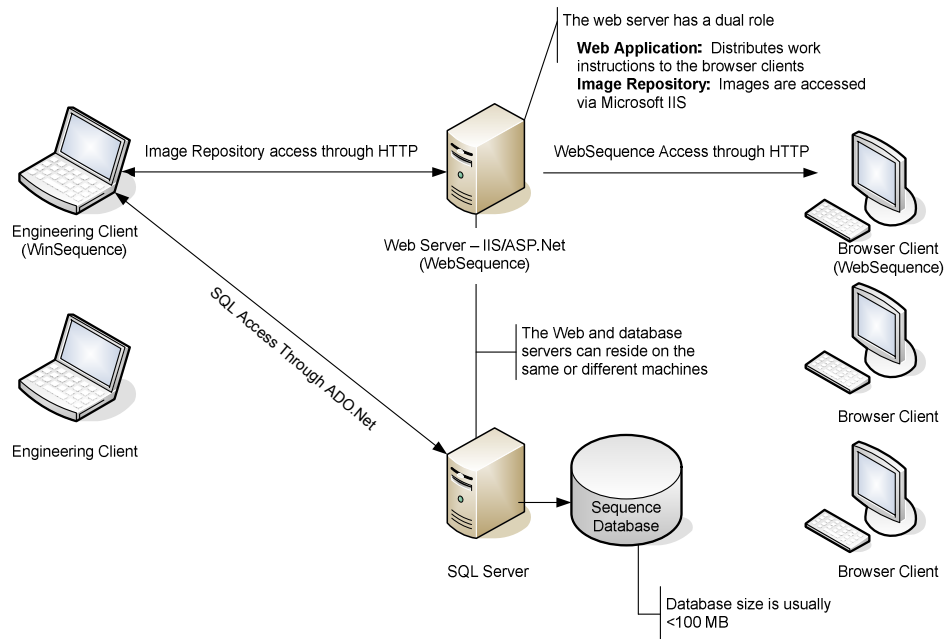 The web server has a dual role
Web Application: Distributes work
instructions to the browser clients
Image Repository: Images are accessed
via Microsoft IIS
Image Repository access through HTTP
WebSequence Access through HTTP
Engineering Client
(WinSequence)
Web Server – IIS/ASP.Net
(WebSequence)
Browser Client
(WebSequence)
SQL Access Through ADO.Net
The Web and database
servers can reside on the
same or different machines
Engineering Client
Browser Client
Sequence
Database
SQL Server
Browser Client
Database size is usually
<100 MB